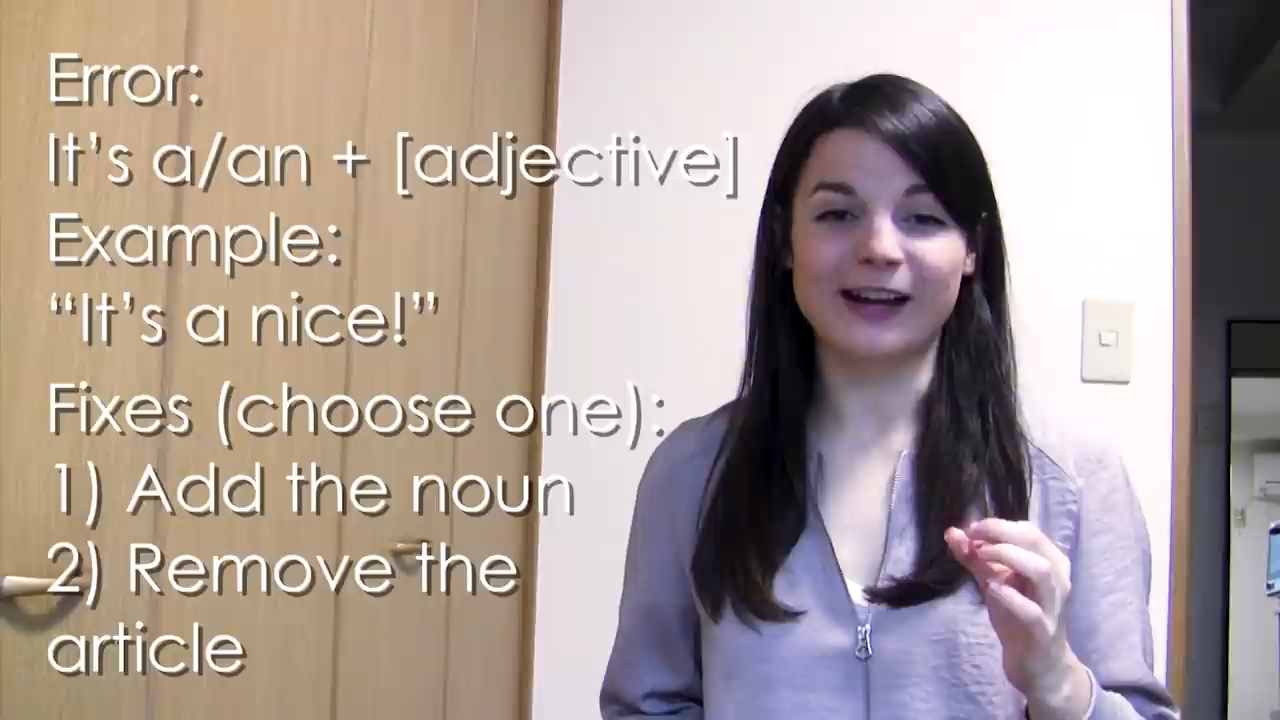 Error:
It’s a/an + [adjective]
Example:
“It’s a nice!”
Fixes (choose one):
1) Add the noun
2) Remove the
article